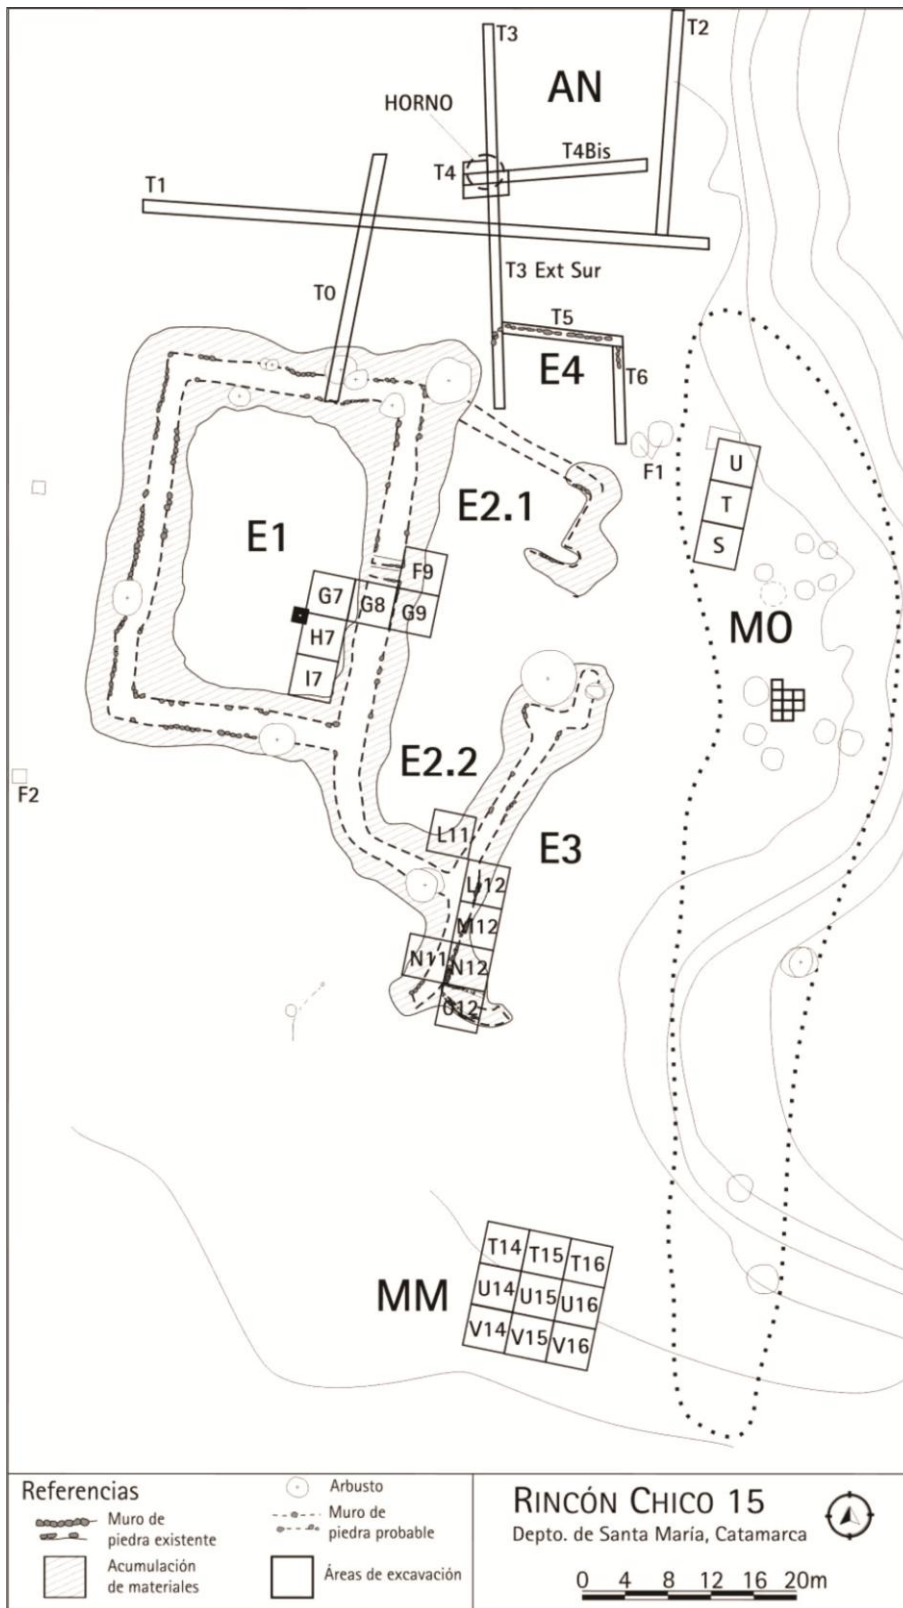 T3
T2
AN
HORNO
T4Bis
T4
T1
T3 Ext Sur
T0
T5
E4
T6
F1
U
T
S
E2.1
E1
F9
G7
G8
G9
H7
I7
MO
E2.2
F2
L11
E3
LL12
M12
N11
N12
O12
T14
T15
T16
MM
U14
U15
U16
V14
V15
V16
Referencias
Muro de
piedra existente
Acumulación
de materiales
Arbusto
Muro de
piedra probable
Áreas de excavación
RINCÓN CHICO 15
Depto. de Santa María, Catamarca
0 4 8 12 16 20m